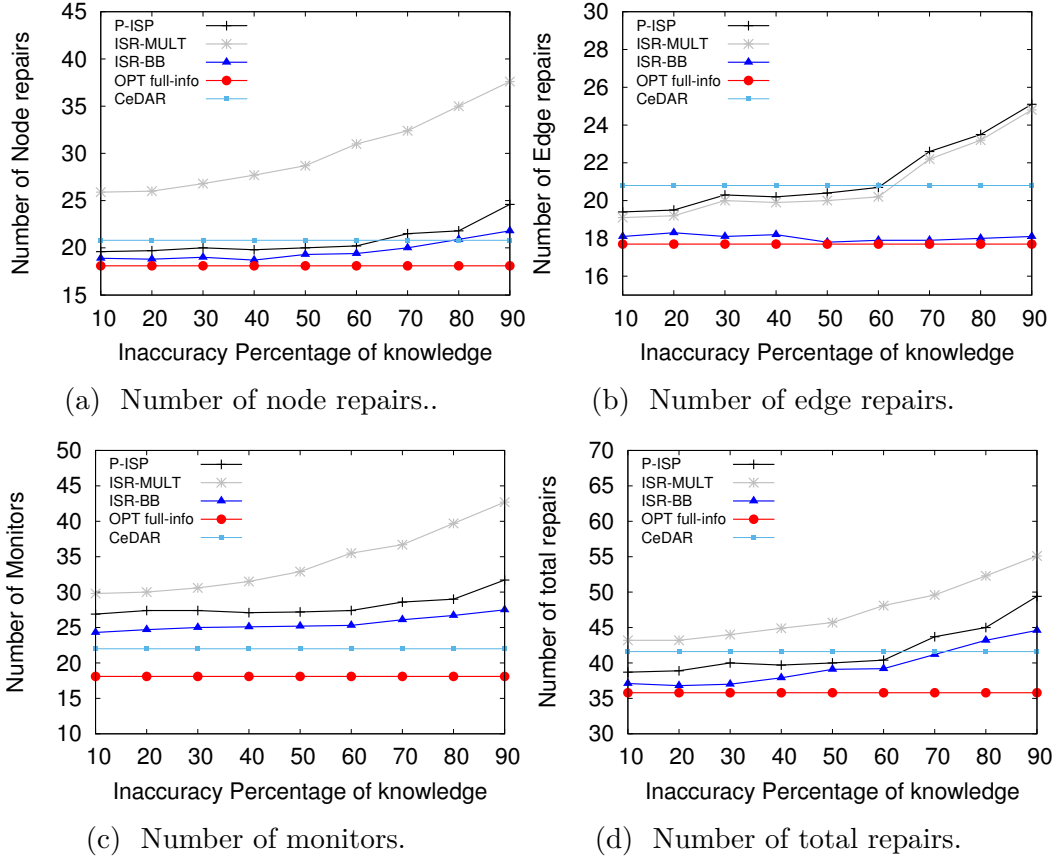 45
40
35
30
25
20
15
Number of Node repairs
P-ISP
ISR-MULT
ISR-BB
OPT full-info
CeDAR
10 20 30 40 50 60 70 80 90
Inaccuracy Percentage of knowledge
(a) Number of node repairs..
30
28
26
24
22
20
18
16
Number of Edge repairs
P-ISP
ISR-MULT
ISR-BB
OPT full-info
CeDAR
10 20 30 40 50 60 70 80 90
Inaccuracy Percentage of knowledge
(b) Number of edge repairs.
50
45
40
35
30
25
20
15
10
Number of Monitors
P-ISP
ISR-MULT
ISR-BB
OPT full-info
CeDAR
10 20 30 40 50 60 70 80 90
Inaccuracy Percentage of knowledge
(c) Number of monitors.
70
65
60
55
50
45
40
35
30
Number of total repairs
P-ISP
ISR-MULT
ISR-BB
OPT full-info
CeDAR
10 20 30 40 50 60 70 80 90
Inaccuracy Percentage of knowledge
(d) Number of total repairs.